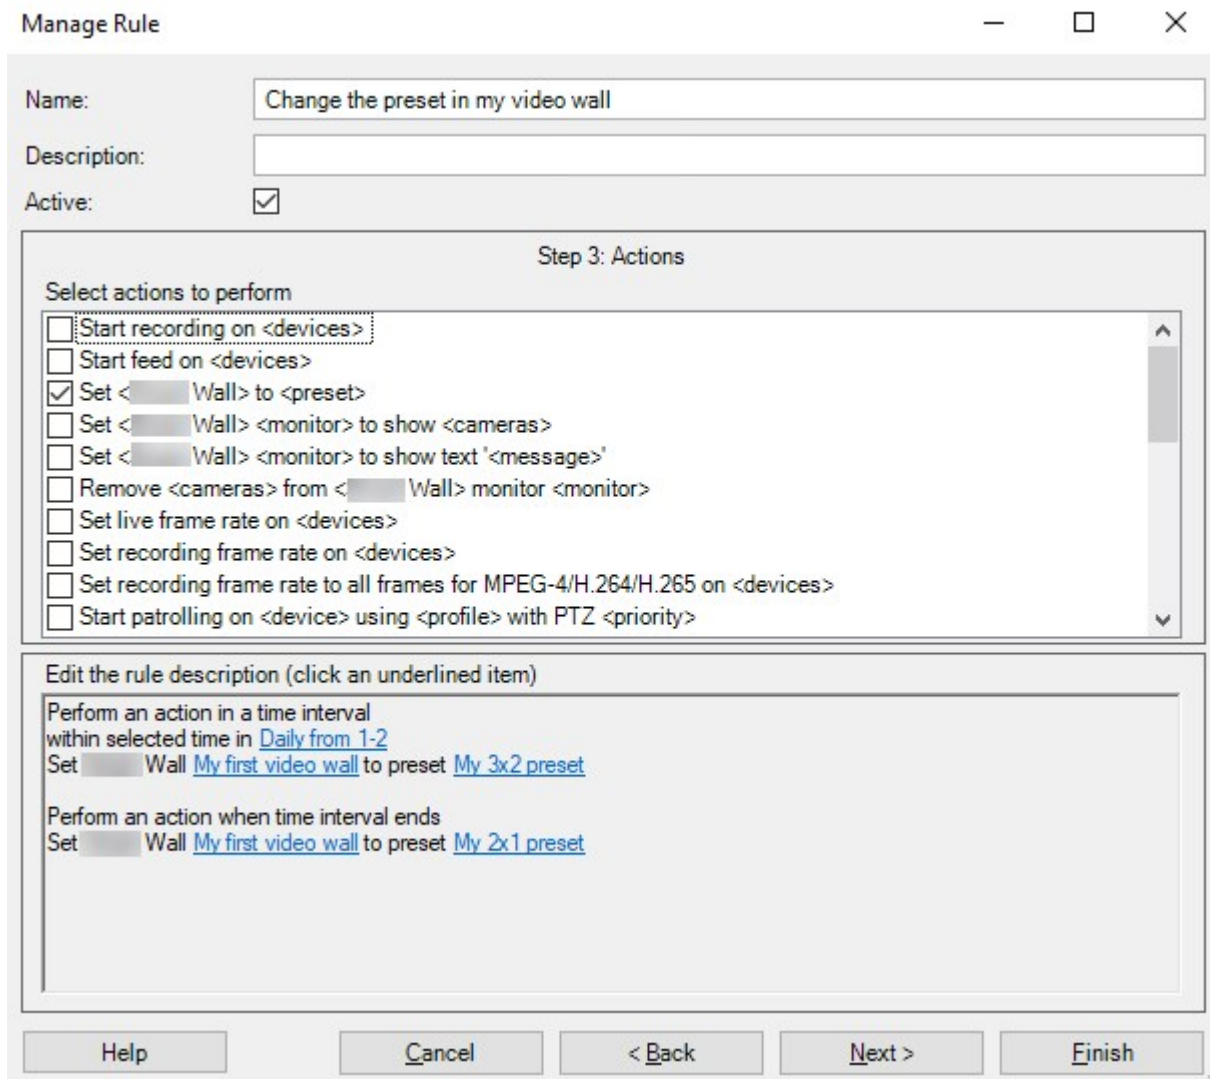 Manage Rule
Name:
Change the preset in my video wall
Description:
Active:
Step 3: Actions
Select actions to perform
Start recording on <devices>
Start feed on <devices>
Set < Wall> to <preset>
Set < Wall> <monitor> to show <cameras>
Set < Wall> <monitor> to show text '<message>'
Remove <cameras> from < Wall> monitor <monitor>
Set live frame rate on <devices>
Set recording frame rate on <devices>
Set recording frame rate to all frames for MPEG-4/H.264/H.265 on <devices>
Start patrolling on <device> using <profile> with PTZ <priority>
Edit the rule description (click an underlined item)
Perform an action in a time interval
within selected time in Daily from 1-2
Set Wall My first video wall to preset My 3x2 preset
Perform an action when time interval ends
Set Wall My first video wall to preset My 2x1 preset
Help
Cancel
< Back
Next >
Finish